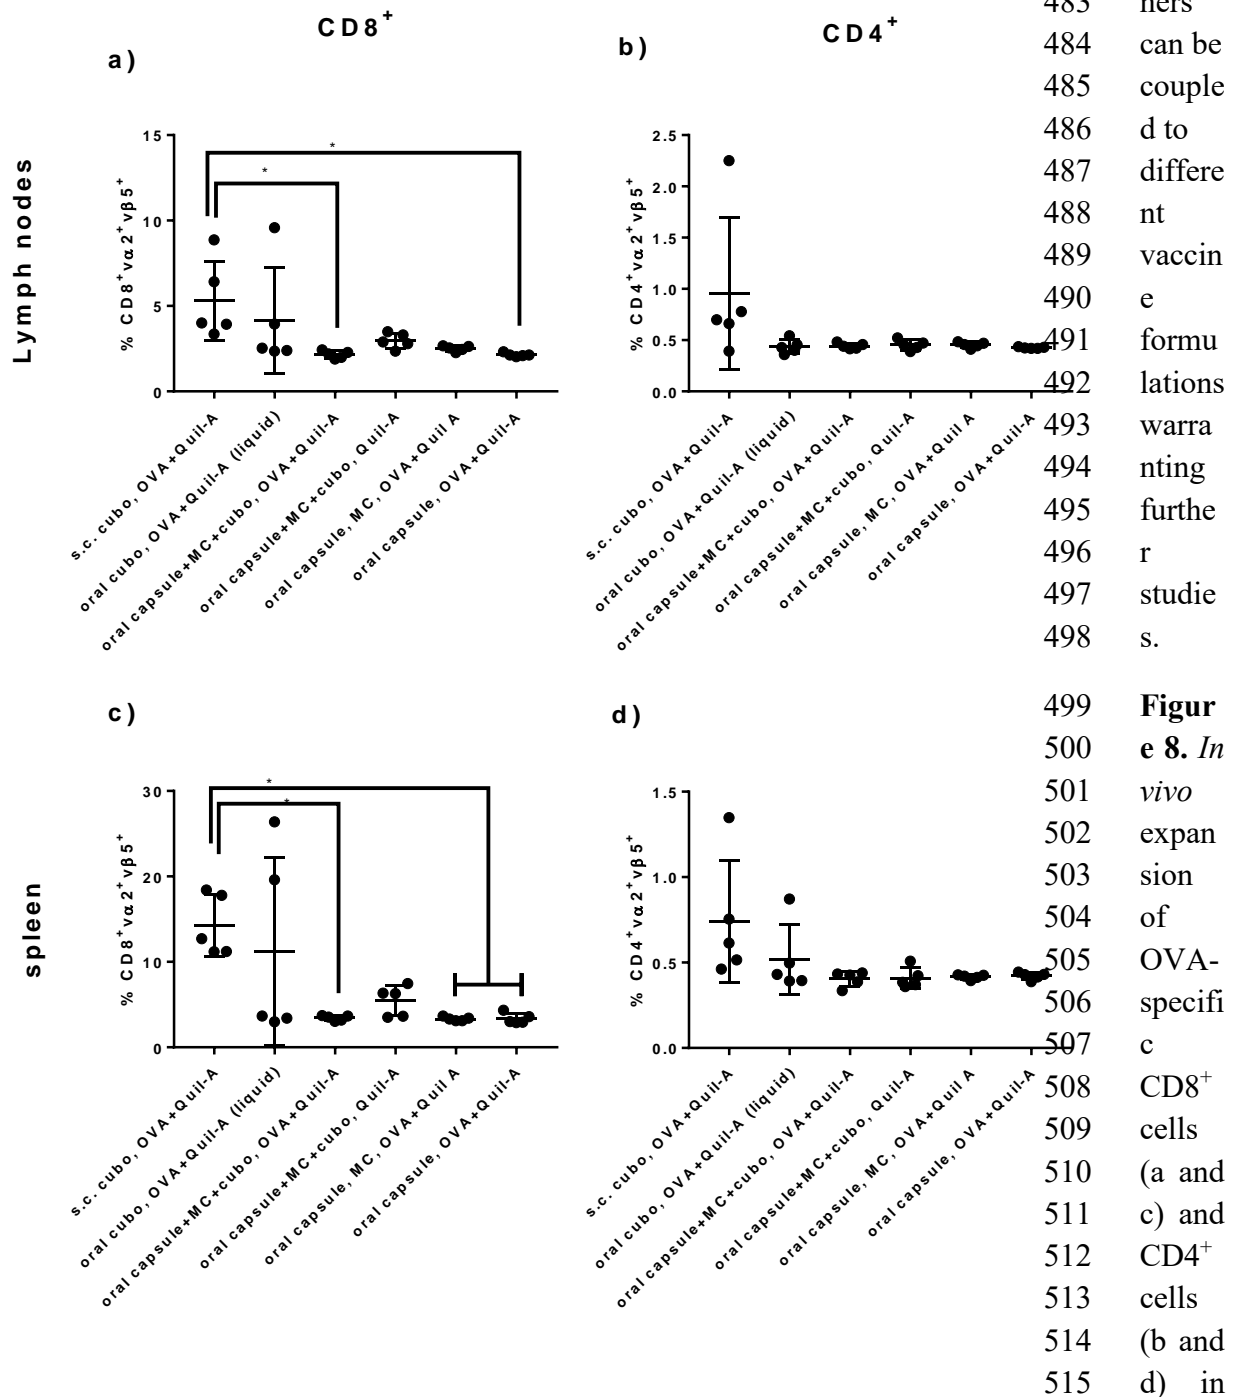 CD8+
CD4+
Lymph nodes
a)
% CD8+vα2+vβ5+
15
10
5
0
*
*
s.c. cubo, OVA+Quil-A
oral cubo, OVA+Quil-A (liquid)
oral capsule+MC+cubo, OVA+Quil-A
oral capsule+MC+cubo, Quil-A
oral capsule, MC, OVA+Quil A
oral capsule, OVA+Quil-A
b)
% CD4+vα2+vβ5+
2.5
2.0
1.5
1.0
0.5
0.0
s.c. cubo, OVA+Quil-A
oral cubo, OVA+Quil-A (liquid)
oral capsule+MC+cubo, OVA+Quil-A
oral capsule+MC+cubo, Quil-A
oral capsule, MC, OVA+Quil A
oral capsule, OVA+Quil-A
spleen
c)
% CD8+vα2+vβ5+
30
20
10
0
*
*
s.c. cubo, OVA+Quil-A
oral cubo, OVA+Quil-A (liquid)
oral capsule+MC+cubo, OVA+Quil-A
oral capsule+MC+cubo, Quil-A
oral capsule, MC, OVA+Quil A
oral capsule, OVA+Quil-A
d)
% CD4+vα2+vβ5+
1.5
1.0
0.5
0.0
s.c. cubo, OVA+Quil-A
oral cubo, OVA+Quil-A (liquid)
oral capsule+MC+cubo, OVA+Quil-A
oral capsule+MC+cubo, Quil-A
oral capsule, MC, OVA+Quil A
oral capsule, OVA+Quil-A
483 ners
484 can be
485 couple
486 d to
487 differe
488 nt
489 vaccin
490 e
491 formu
492 lations
493 warra
494 nting
495 furthe
496 r
497 studie
498 s.
499 Figur
500 e 8. In
501 vivo
502 expan
503 sion
504 of
505 OVA-
506 specifi
507 c
508 CD8+
509 cells
510 (a and
511 c) and
512 CD4+
513 cells
514 (b and
515 d) in